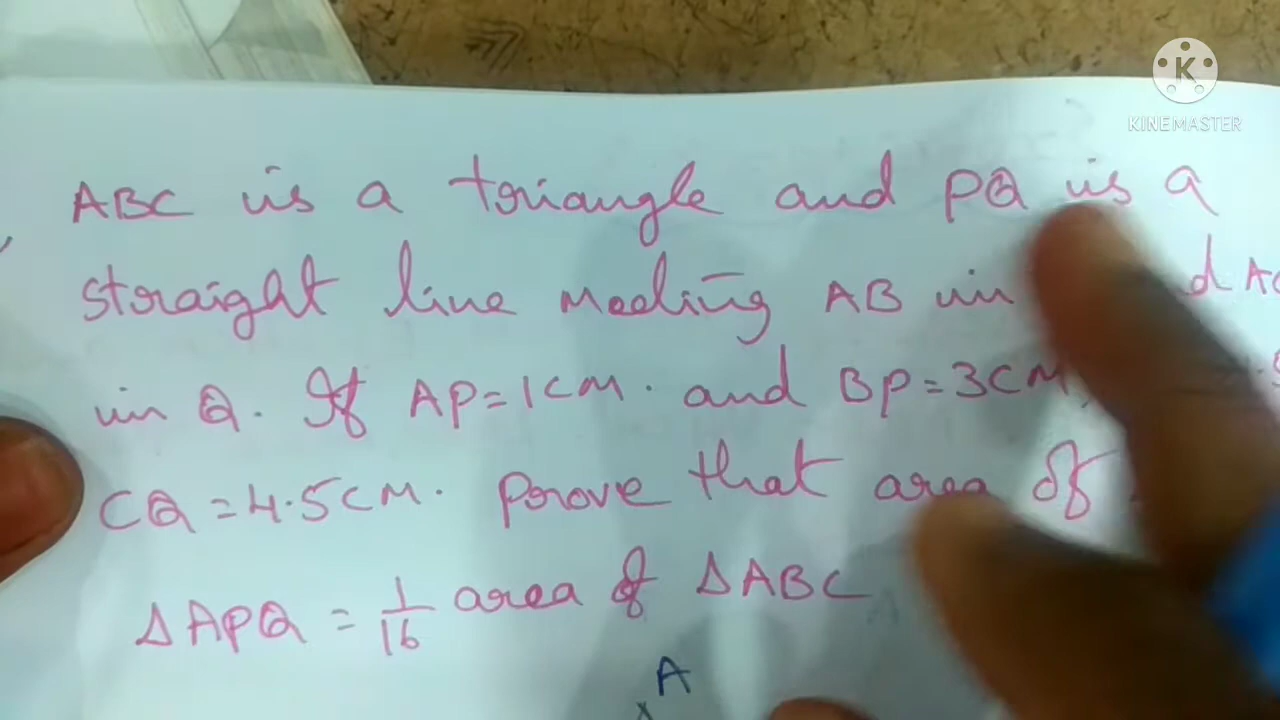 KINEMASTER
ABC is a triangle and PQ is a
straight line meeting AB in d AC
in Q. If AP=1CM. and BP=3CM,
CQ=4.5CM. Prove that area of
ΔAPQ = 1/16 area of ΔABC
A